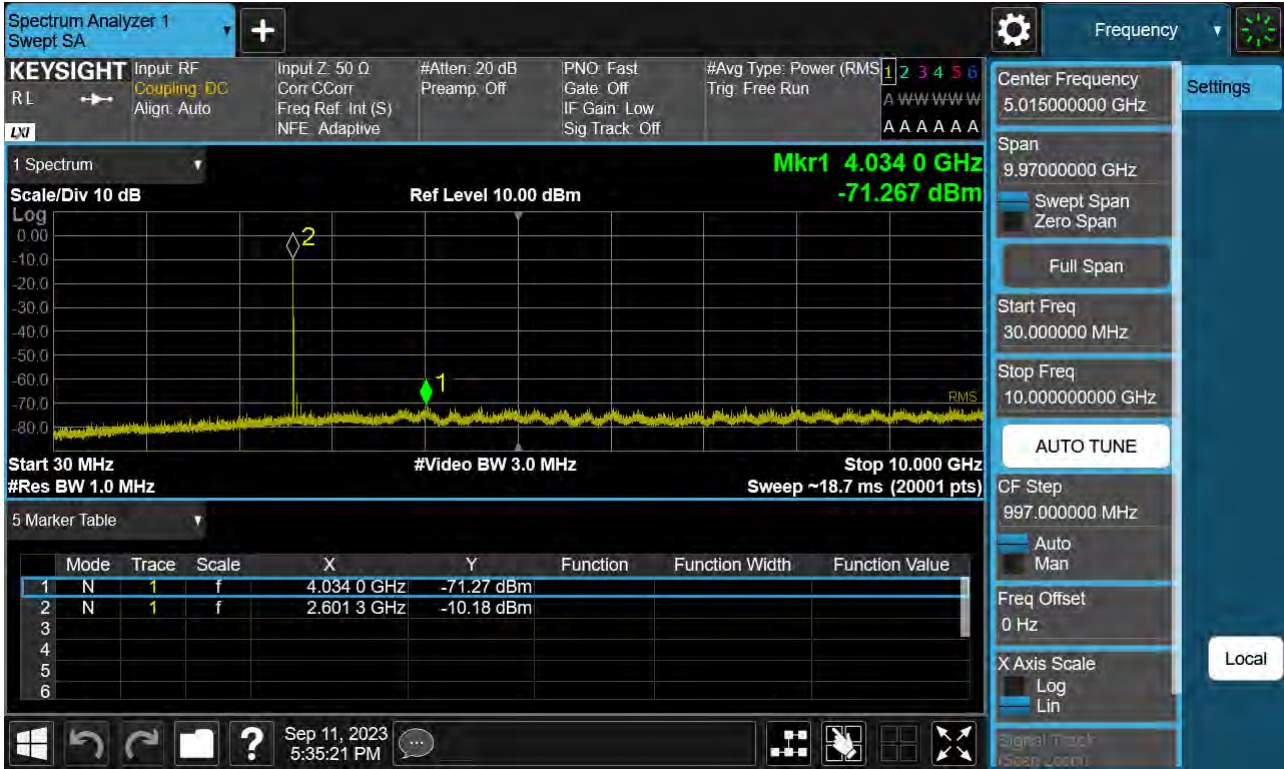 Spectrum Analyzer 1
Swept SA
+
Frequency
KEYSIGHT
RL
LXI
Input: RF
Coupling: DC
Align: Auto
Input Z: 50 Ω
Corr CCorr
Freq Ref: Int (S)
NFE: Adaptive
#Atten: 20 dB
Preamp: Off
PNO: Fast
Gate: Off
IF Gain: Low
Sig Track: Off
#Avg Type: Power (RMS
Trig: Free Run
1 2 3 4 5 6
A W W W W W
A A A A A A
1 Spectrum
Scale/Div 10 dB
Ref Level 10.00 dBm
Mkr1 4.034 0 GHz
-71.267 dBm
Log
0.00
-10.0
-20.0
-30.0
-40.0
-50.0
-60.0
-70.0
-80.0
2
1
RMS
Start 30 MHz
#Video BW 3.0 MHz
Stop 10.000 GHz
#Res BW 1.0 MHz
Sweep ~18.7 ms (20001 pts)
5 Marker Table
Mode Trace Scale X Y Function Function Width Function Value
1 N 1 f 4.034 0 GHz -71.27 dBm
2 N 1 f 2.601 3 GHz -10.18 dBm
3
4
5
6
?
Sep 11, 2023
5:35:21 PM
Center Frequency
5.015000000 GHz
Span
9.97000000 GHz
Swept Span
Zero Span
Full Span
Start Freq
30.000000 MHz
Stop Freq
10.000000000 GHz
AUTO TUNE
CF Step
997.000000 MHz
Auto
Man
Freq Offset
0 Hz
X Axis Scale
Log
Lin
Signal Track
(Span Zoom)
Settings
Local